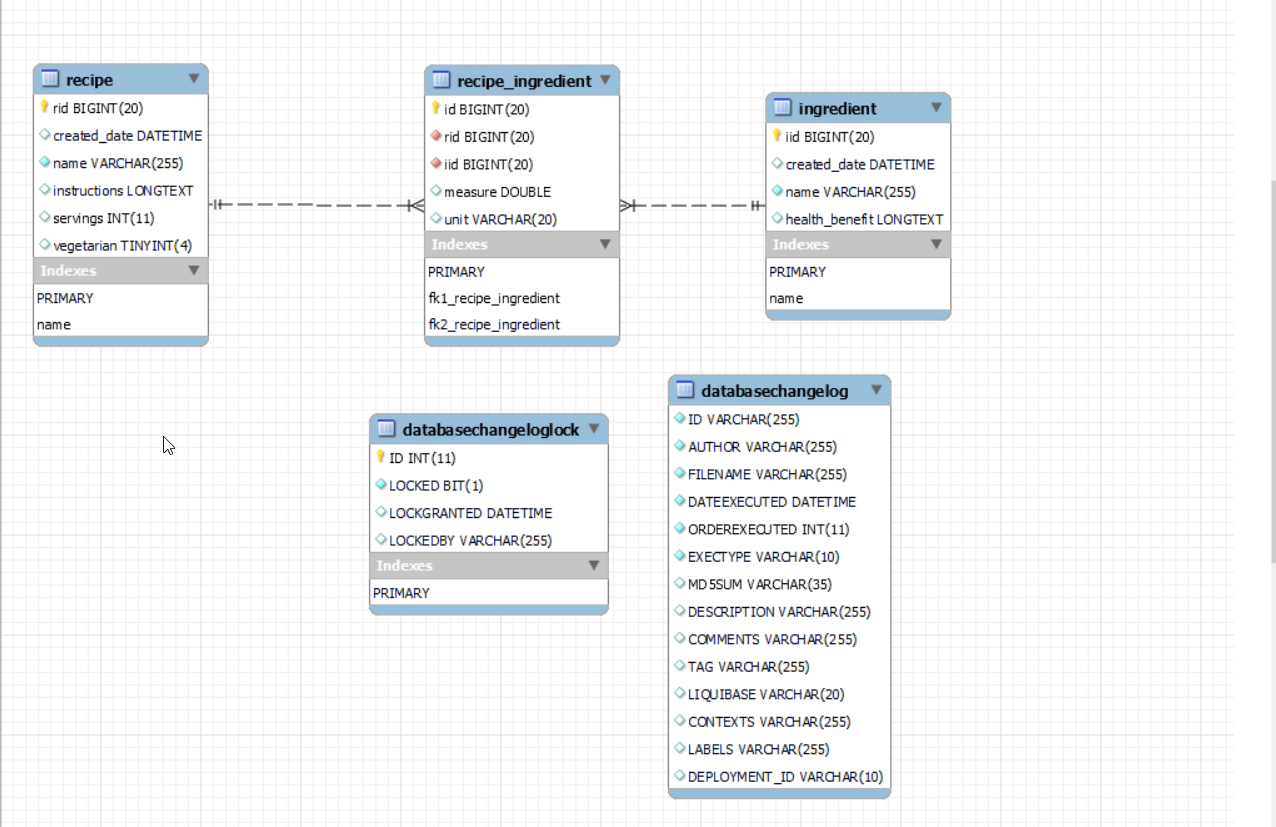 recipe
rid BIGINT(20)
created_date DATETIME
name VARCHAR(255)
instructions LONGTEXT
servings INT(11)
vegetarian TINYINT(4)
Indexes
PRIMARY
name
recipe_ingredient
id BIGINT(20)
rid BIGINT(20)
iid BIGINT(20)
measure DOUBLE
unit VARCHAR(20)
Indexes
PRIMARY
fk1_recipe_ingredient
fk2_recipe_ingredient
ingredient
iid BIGINT(20)
created_date DATETIME
name VARCHAR(255)
health_benefit LONGTEXT
Indexes
PRIMARY
name
databasechangeloglock
ID INT(11)
LOCKED BIT(1)
LOCKGRANTED DATETIME
LOCKEDBY VARCHAR(255)
Indexes
PRIMARY
databasechangelog
ID VARCHAR(255)
AUTHOR VARCHAR(255)
FILENAME VARCHAR(255)
DATEEXECUTED DATETIME
ORDEREXECUTED INT(11)
EXECTYPE VARCHAR(10)
MD5SUM VARCHAR(35)
DESCRIPTION VARCHAR(255)
COMMENTS VARCHAR(255)
TAG VARCHAR(255)
LIQUIBASE VARCHAR(20)
CONTEXTS VARCHAR(255)
LABELS VARCHAR(255)
DEPLOYMENT_ID VARCHAR(10)